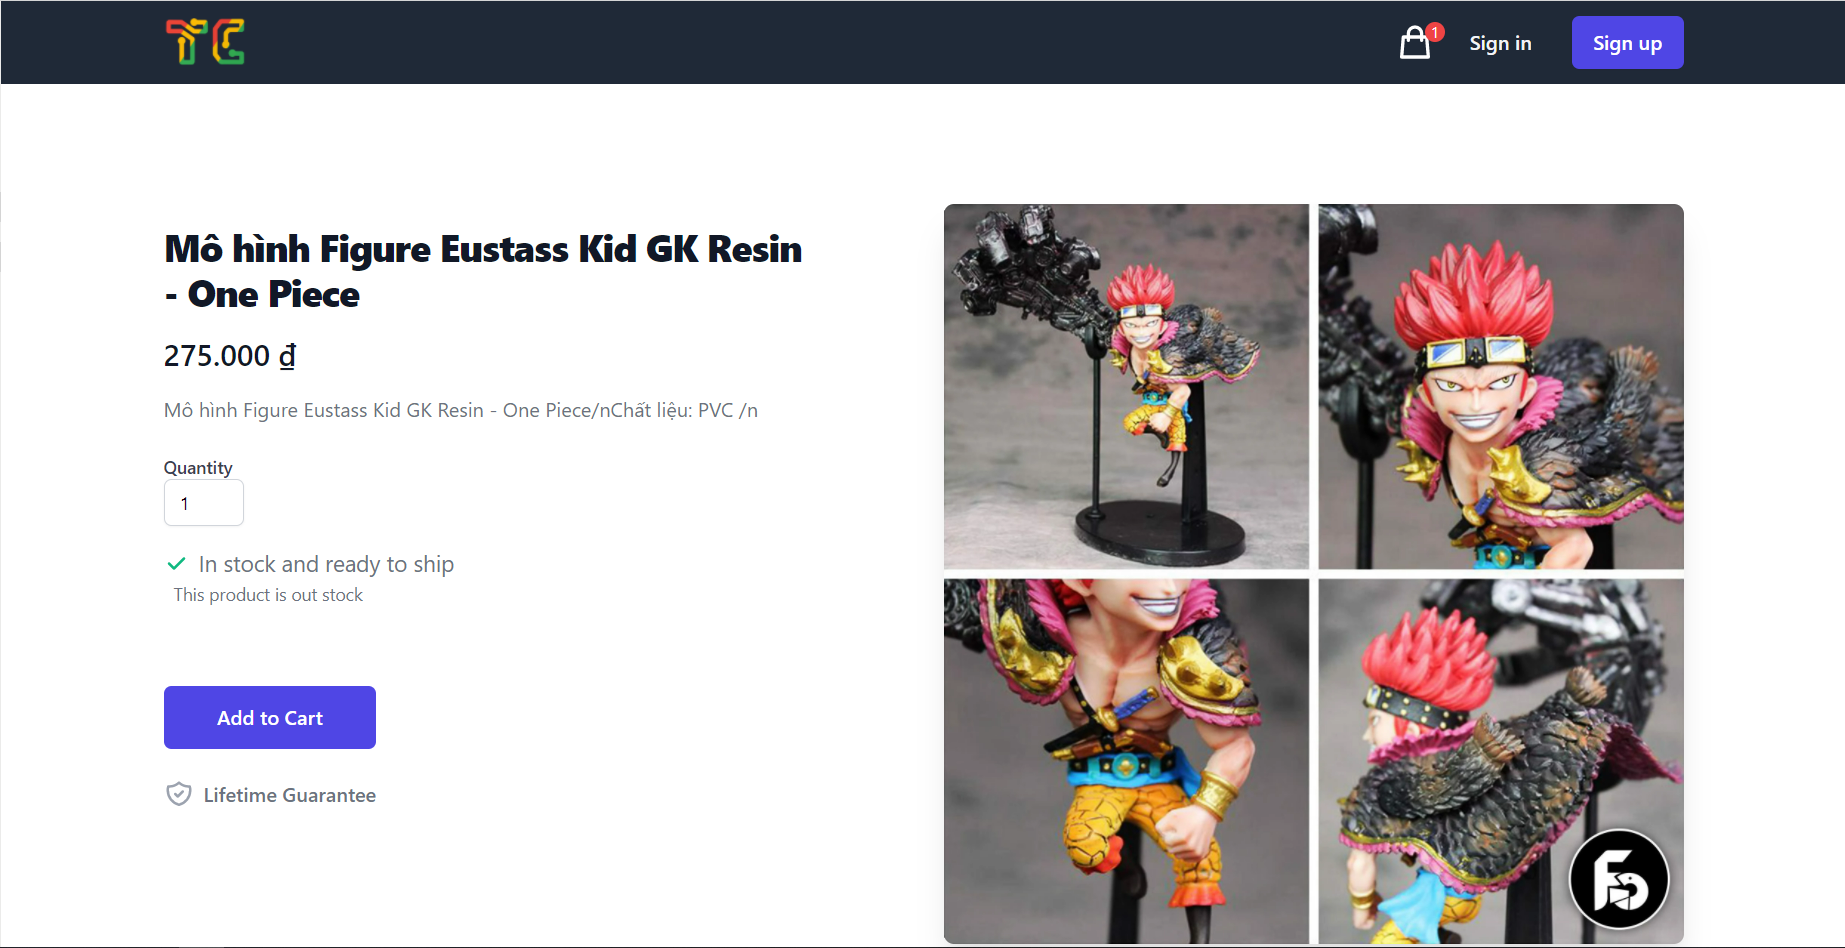 TC
1
Sign in
Sign up
Mô hình Figure Eustass Kid GK Resin
- One Piece
275.000 ₫
Mô hình Figure Eustass Kid GK Resin - One Piece/nChất liệu: PVC /n
Quantity
1
In stock and ready to ship
This product is out stock
Add to Cart
Lifetime Guarantee